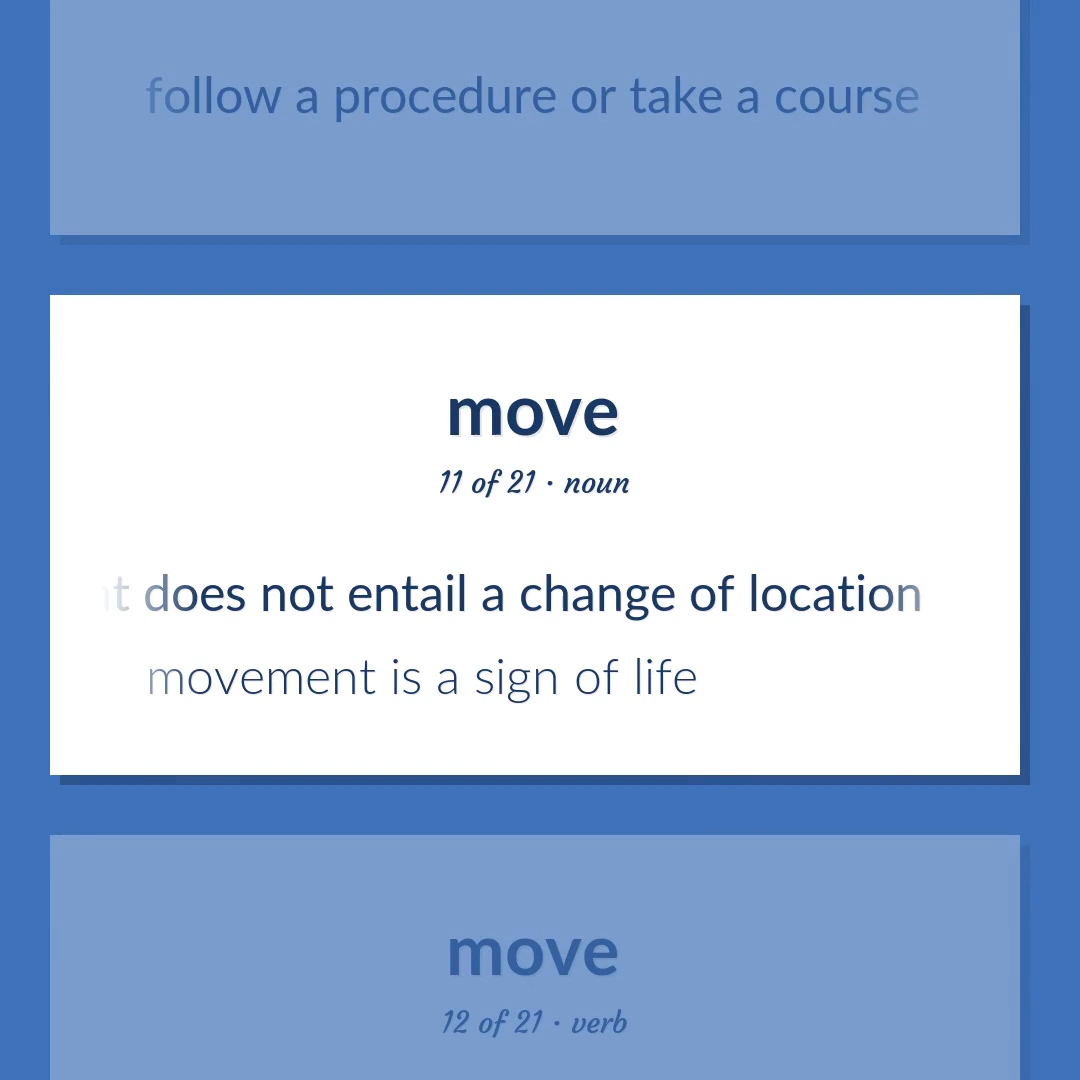 follow a procedure or take a course
move
11 of 21 · noun
does not entail a change of location
movement is a sign of life
move
12 of 21 · verb